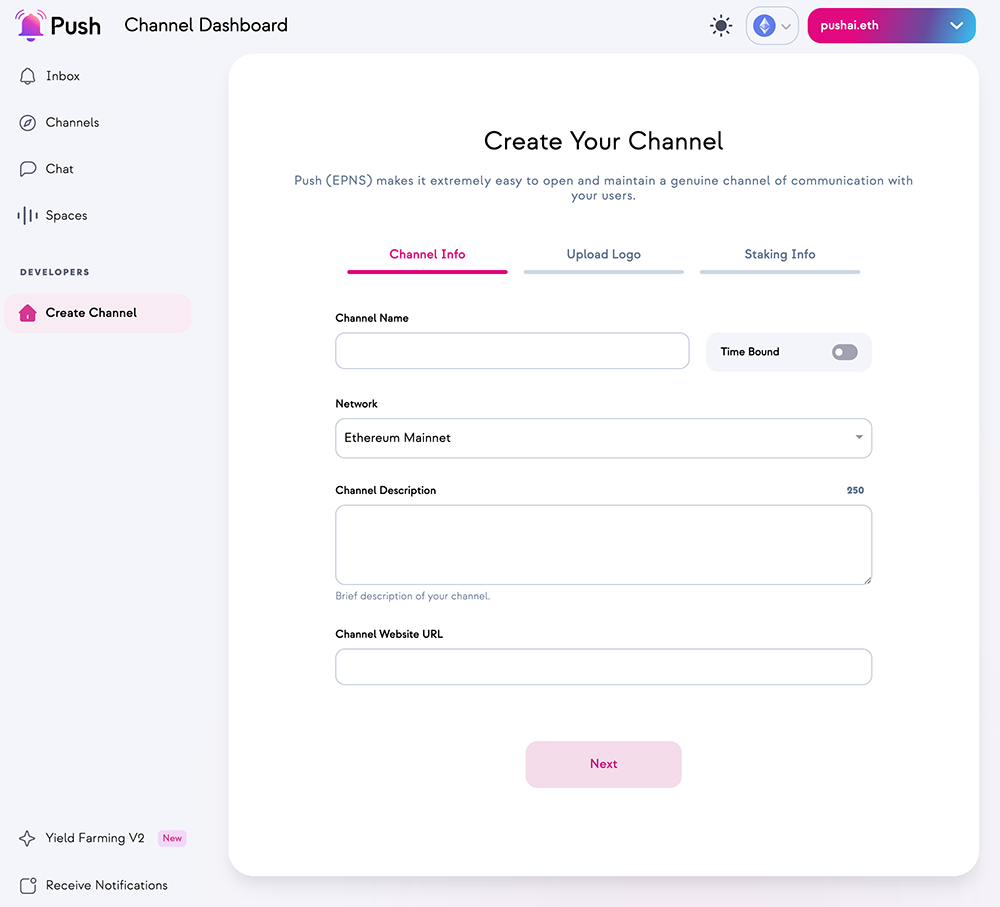 Push
Channel Dashboard
pushai.eth
Inbox
Channels
Chat
Spaces
DEVELOPERS
Create Channel
Yield Farming V2
New
Receive Notifications
Create Your Channel
Push (EPNS) makes it extremely easy to open and maintain a genuine channel of communication with
your users.
Channel Info
Upload Logo
Staking Info
Channel Name
Time Bound
Network
Ethereum Mainnet
Channel Description
250
Brief description of your channel.
Channel Website URL
Next